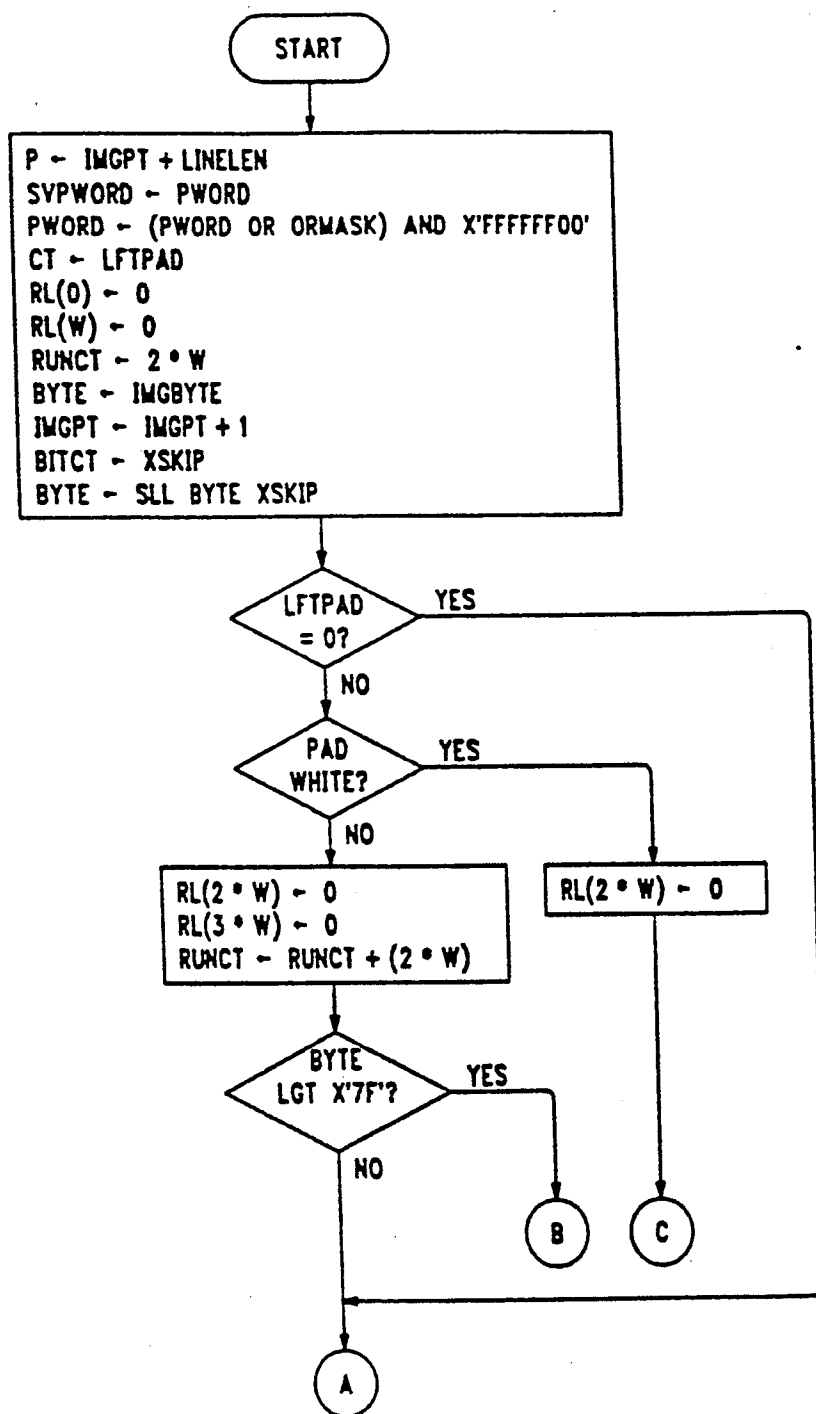 START
P ← IMGPT + LINELEN
SVPWORD ← PWORD
PWORD ← (PWORD OR ORMASK) AND X'FFFFFF00'
CT ← LFTPAD
RL(0) ← 0
RL(W) ← 0
RUNCT ← 2 * W
BYTE ← IMGBYTE
IMGPT ← IMGPT + 1
BITCT ← XSKIP
BYTE ← SLL BYTE XSKIP
LFTPAD
= 0?
YES
NO
PAD
WHITE?
YES
NO
RL(2 * W) ← 0
RL(3 * W) ← 0
RUNCT ← RUNCT + (2 * W)
RL(2 * W) ← 0
BYTE
LGT X'7F'?
YES
NO
B
C
A